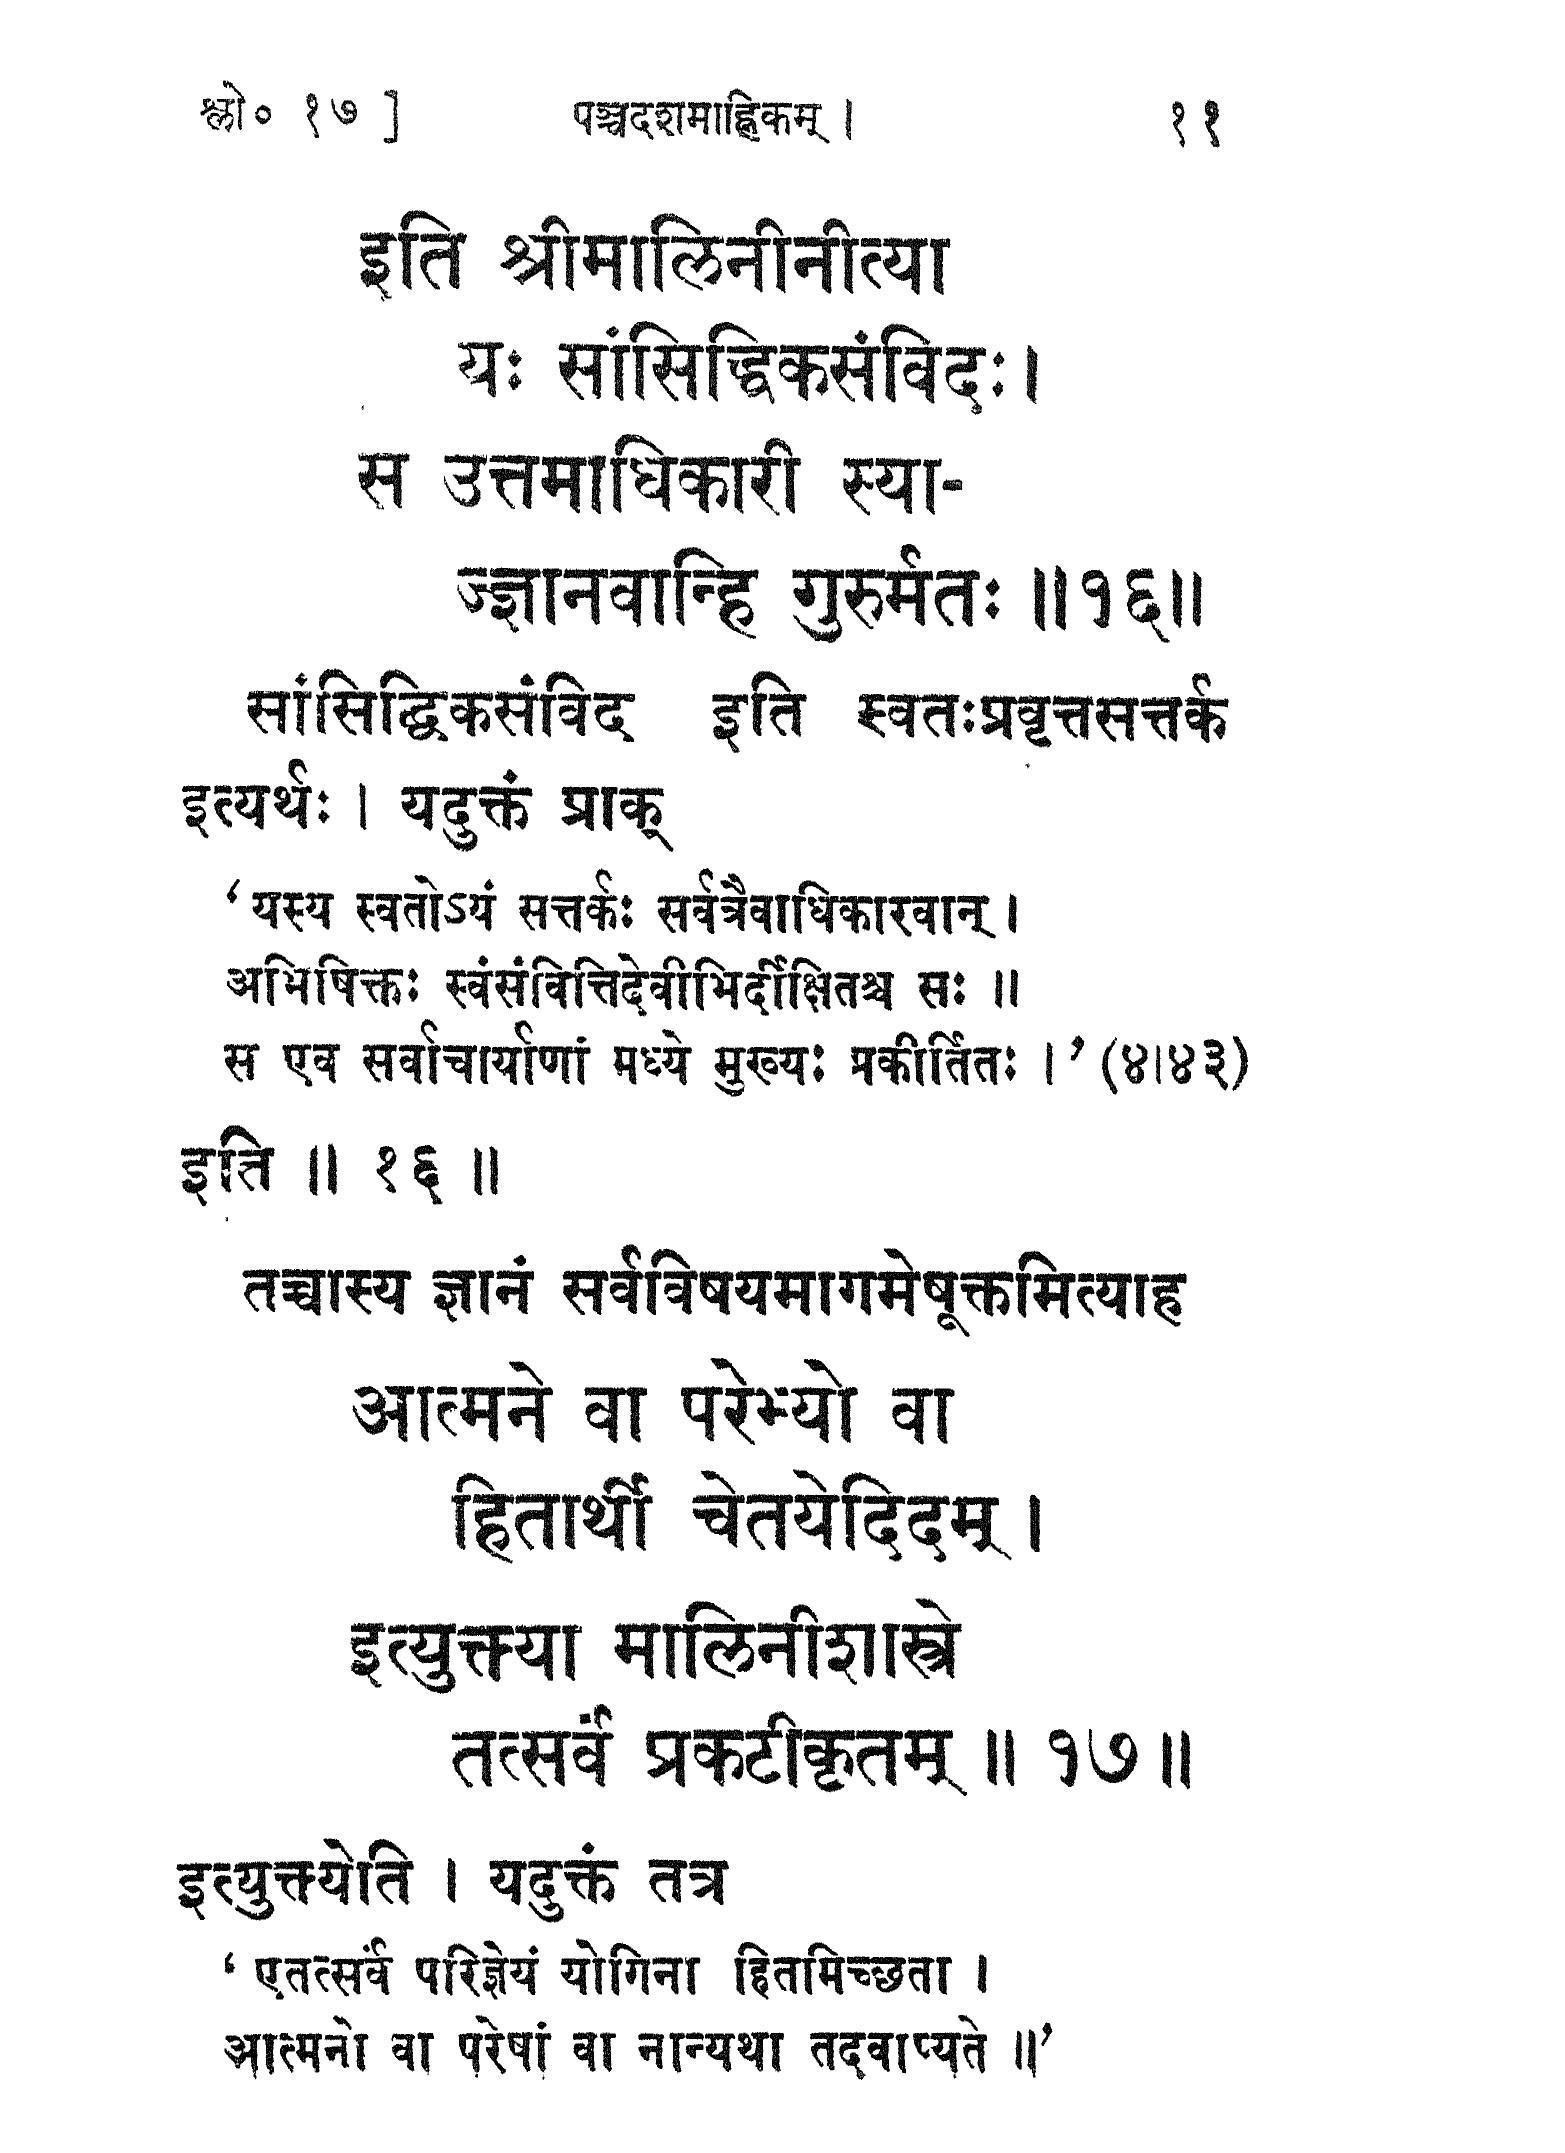 श्लो० १७ ] पञ्चदशमाह्निकम् । ११
इति श्रीमालिनीनीत्या
यः सांसिद्धिकसंविदः।
स उत्तमाधिकारी स्या-
ज्ज्ञानवान्हि गुरुर्मतः ॥१६॥
सांसिद्धिकसंविद इति स्वतःप्रवृत्तसत्तर्क
इत्यर्थः । यदुक्तं प्राक्
‘यस्य स्वतोऽयं सत्तर्कः सर्वत्रैवाधिकारवान् ।
अभिषिक्तः स्वंसंवित्तिदेवीभिर्दीक्षितश्च सः ॥
स एव सर्वाचार्याणां मध्ये मुख्यः प्रकीर्तितः ।’ (४।४३)
इति ॥ १६ ॥
तच्चास्य ज्ञानं सर्वविषयमागमेषूक्तमित्याह
आत्मने वा परेभ्यो वा
हितार्थी चेतयेदिदम् ।
इत्युक्त्या मालिनीशास्त्रे
तत्सर्वं प्रकटीकृतम् ॥ १७॥
इत्युक्त्येति । यदुक्तं तत्र
‘ एतत्सर्वं परिज्ञेयं योगिना हितमिच्छता ।
आत्मनो वा परेषां वा नान्यथा तदवाप्यते ॥’